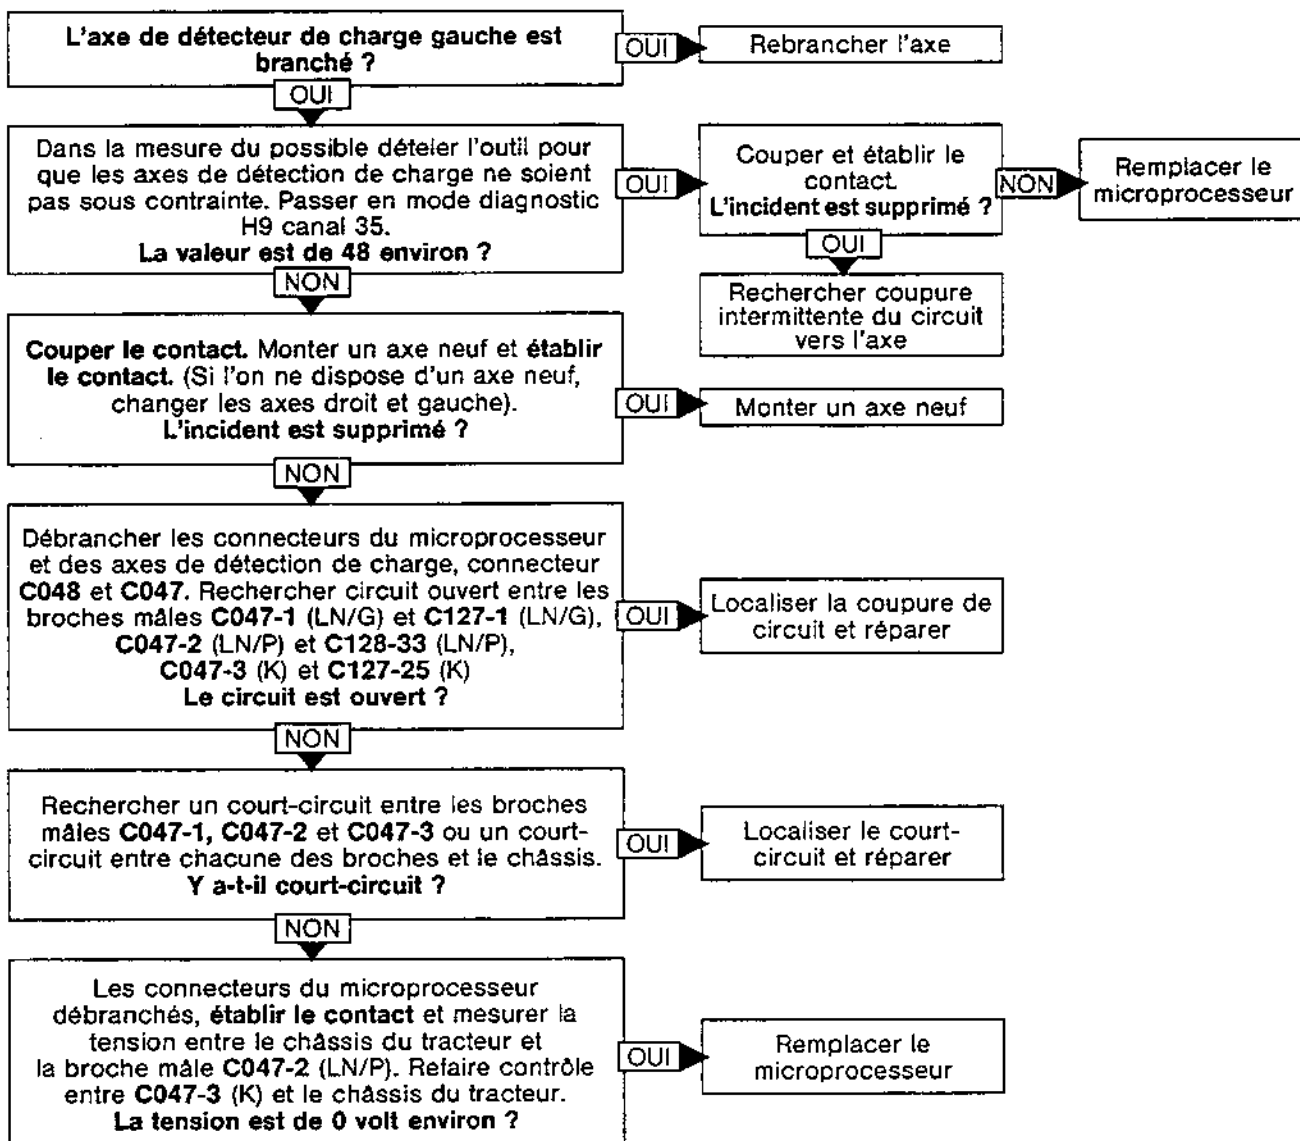 L'axe de détecteur de charge gauche est
branché ?
OUI
Rebrancher l'axe
OUI
Dans la mesure du possible dételer l'outil pour
que les axes de détection de charge ne soient
pas sous contrainte. Passer en mode diagnostic
H9 canal 35.
La valeur est de 48 environ ?
OUI
Couper et établir le
contact.
L'incident est supprimé ?
NON
Remplacer le
microprocesseur
OUI
Rechercher coupure
intermittente du circuit
vers l'axe
NON
Couper le contact. Monter un axe neuf et établir
le contact. (Si l'on ne dispose d'un axe neuf,
changer les axes droit et gauche).
L'incident est supprimé ?
OUI
Monter un axe neuf
NON
Débrancher les connecteurs du microprocesseur
et des axes de détection de charge, connecteur
C048 et C047. Rechercher circuit ouvert entre les
broches mâles C047-1 (LN/G) et C127-1 (LN/G),
C047-2 (LN/P) et C128-33 (LN/P),
C047-3 (K) et C127-25 (K)
Le circuit est ouvert ?
OUI
Localiser la coupure de
circuit et réparer
NON
Rechercher un court-circuit entre les broches
mâles C047-1, C047-2 et C047-3 ou un court-
circuit entre chacune des broches et le châssis.
Y a-t-il court-circuit ?
OUI
Localiser le court-
circuit et réparer
NON
Les connecteurs du microprocesseur
débranchés, établir le contact et mesurer la
tension entre le châssis du tracteur et
la broche mâle C047-2 (LN/P). Refaire contrôle
entre C047-3 (K) et le châssis du tracteur.
La tension est de 0 volt environ ?
OUI
Remplacer le
microprocesseur